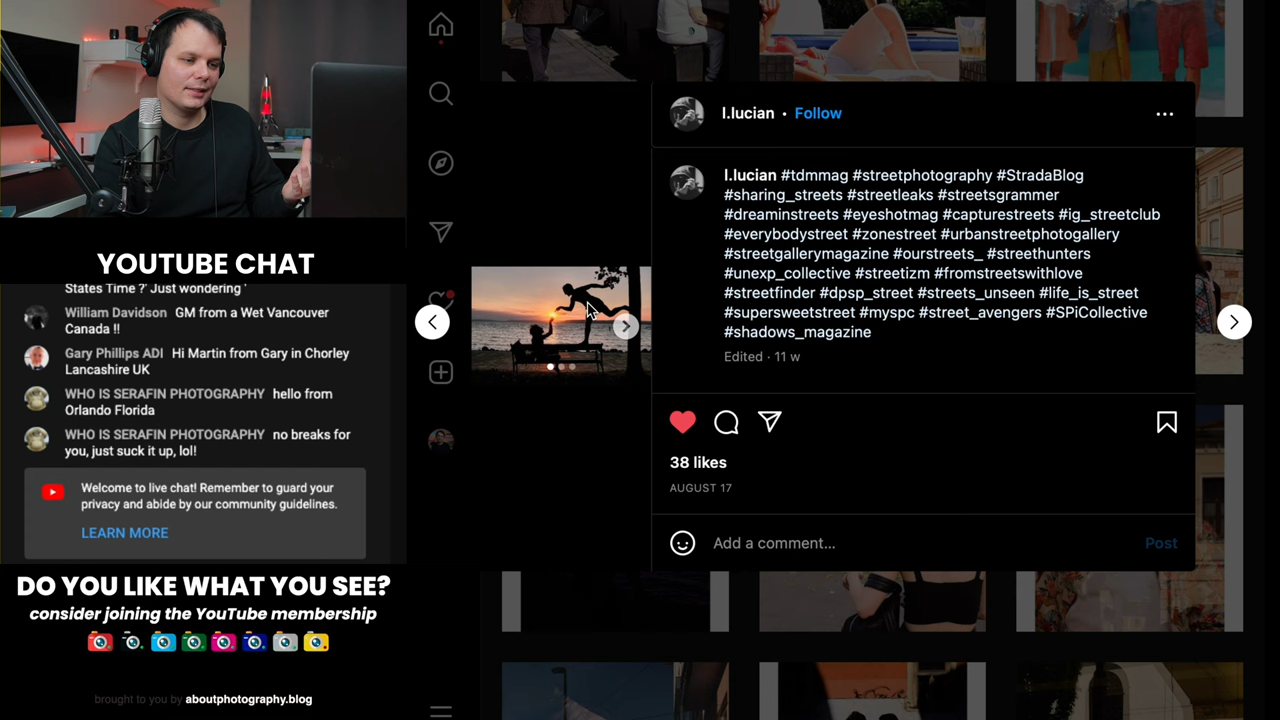 YOUTUBE CHAT
States Time ?' Just wondering '
William Davidson GM from a Wet Vancouver
Canada !!
Gary Phillips ADI Hi Martin from Gary in Chorley
Lancashire UK
WHO IS SERAFIN PHOTOGRAPHY hello from
Orlando Florida
WHO IS SERAFIN PHOTOGRAPHY no breaks for
you, just suck it up, lol!
Welcome to live chat! Remember to guard your
privacy and abide by our community guidelines.
LEARN MORE
DO YOU LIKE WHAT YOU SEE?
consider joining the YouTube membership
brought to you by aboutphotography.blog
l.lucian • Follow
l.lucian #tdmmag #streetphotography #StradaBlog
#sharing_streets #streetleaks #streetsgrammer
#dreaminstreets #eyeshotmag #capturestreets #ig_streetclub
#everybodystreet #zonestreet #urbanstreetphotogallery
#streetgallerymagazine #ourstreets_ #streethunters
#unexp_collective #streetizm #fromstreetswithlove
#streetfinder #dpsp_street #streets_unseen #life_is_street
#supersweetstreet #myspc #street_avengers #SPiCollective
#shadows_magazine
Edited · 11 w
38 likes
AUGUST 17
Add a comment...
Post